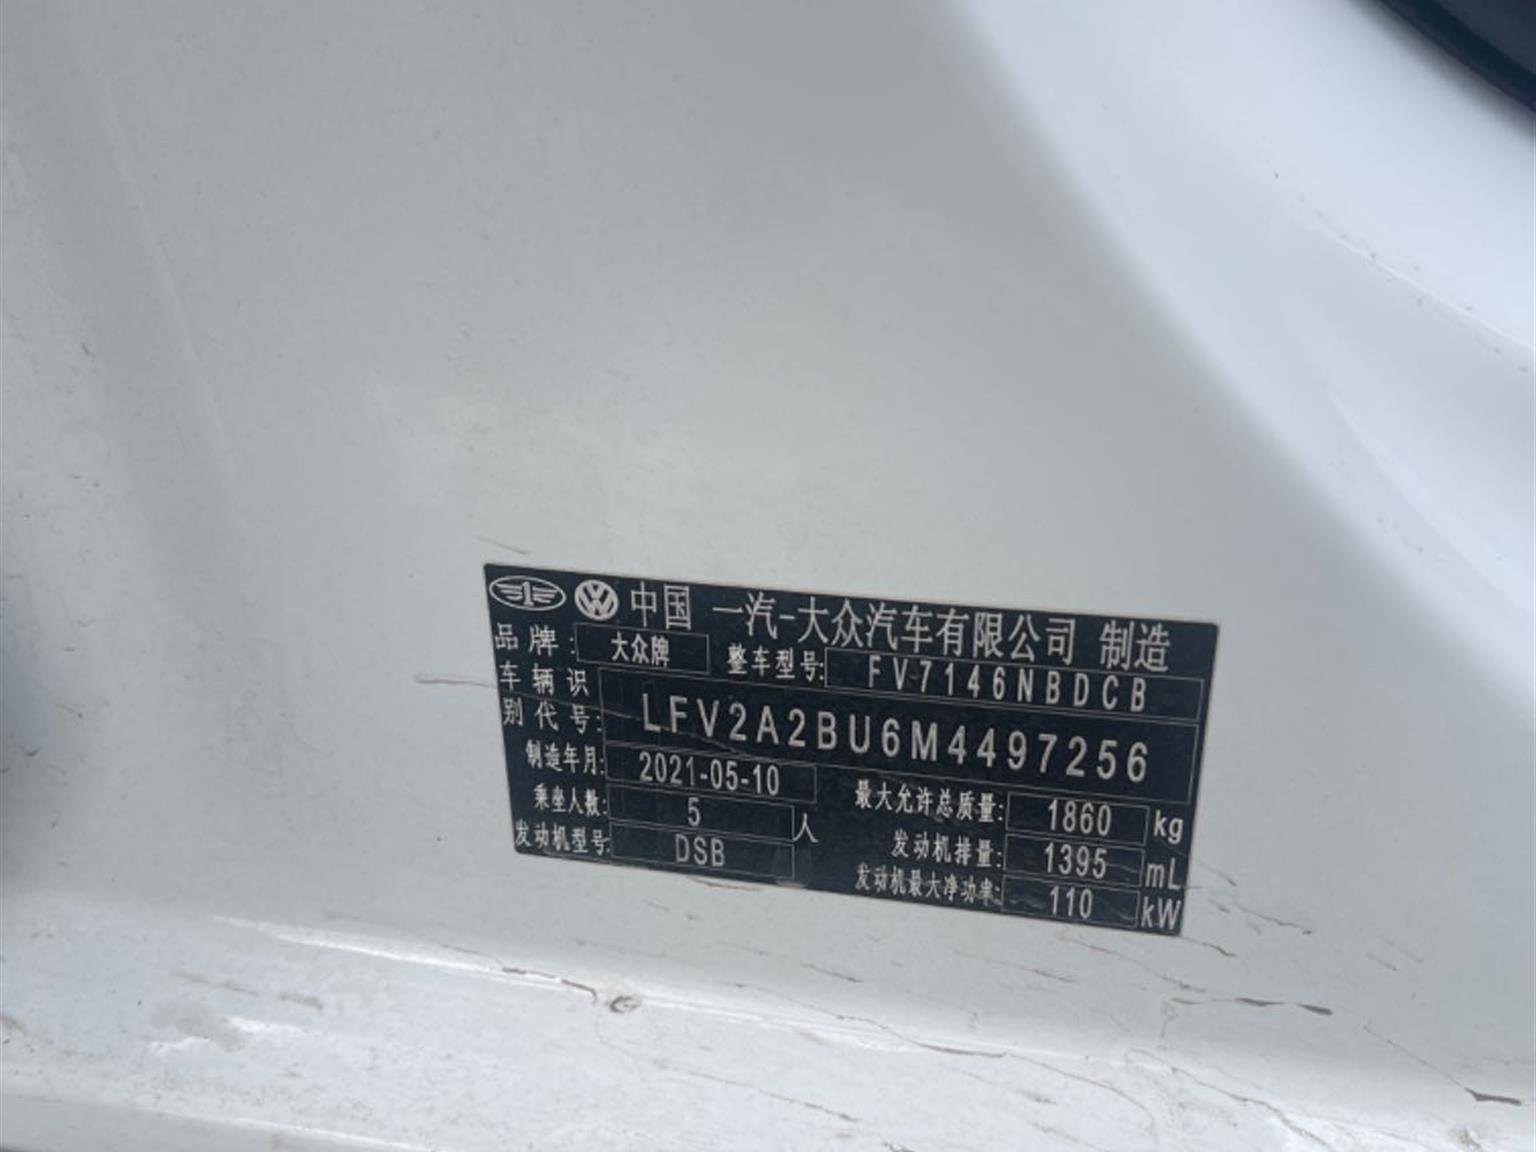 中国 一汽-大众汽车有限公司 制造
品牌: 大众牌 整车型号: FV7146NBDCB
车辆识别代号: LFV2A2BU6M4497256
制造年月: 2021-05-10
最大允许总质量: 1860 kg
乘坐人数: 5 人
发动机排量: 1395 mL
发动机型号: DSB
发动机最大净功率: 110 kW